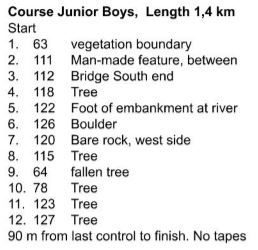 Course Junior Boys, Length 1,4 km
Start
1. 63 vegetation boundary
2. 111 Man-made feature, between
3. 112 Bridge South end
4. 118 Tree
5. 122 Foot of embankment at river
6. 126 Boulder
7. 120 Bare rock, west side
8. 115 Tree
9. 64 fallen tree
10. 78 Tree
11. 123 Tree
12. 127 Tree
90 m from last control to finish. No tapes